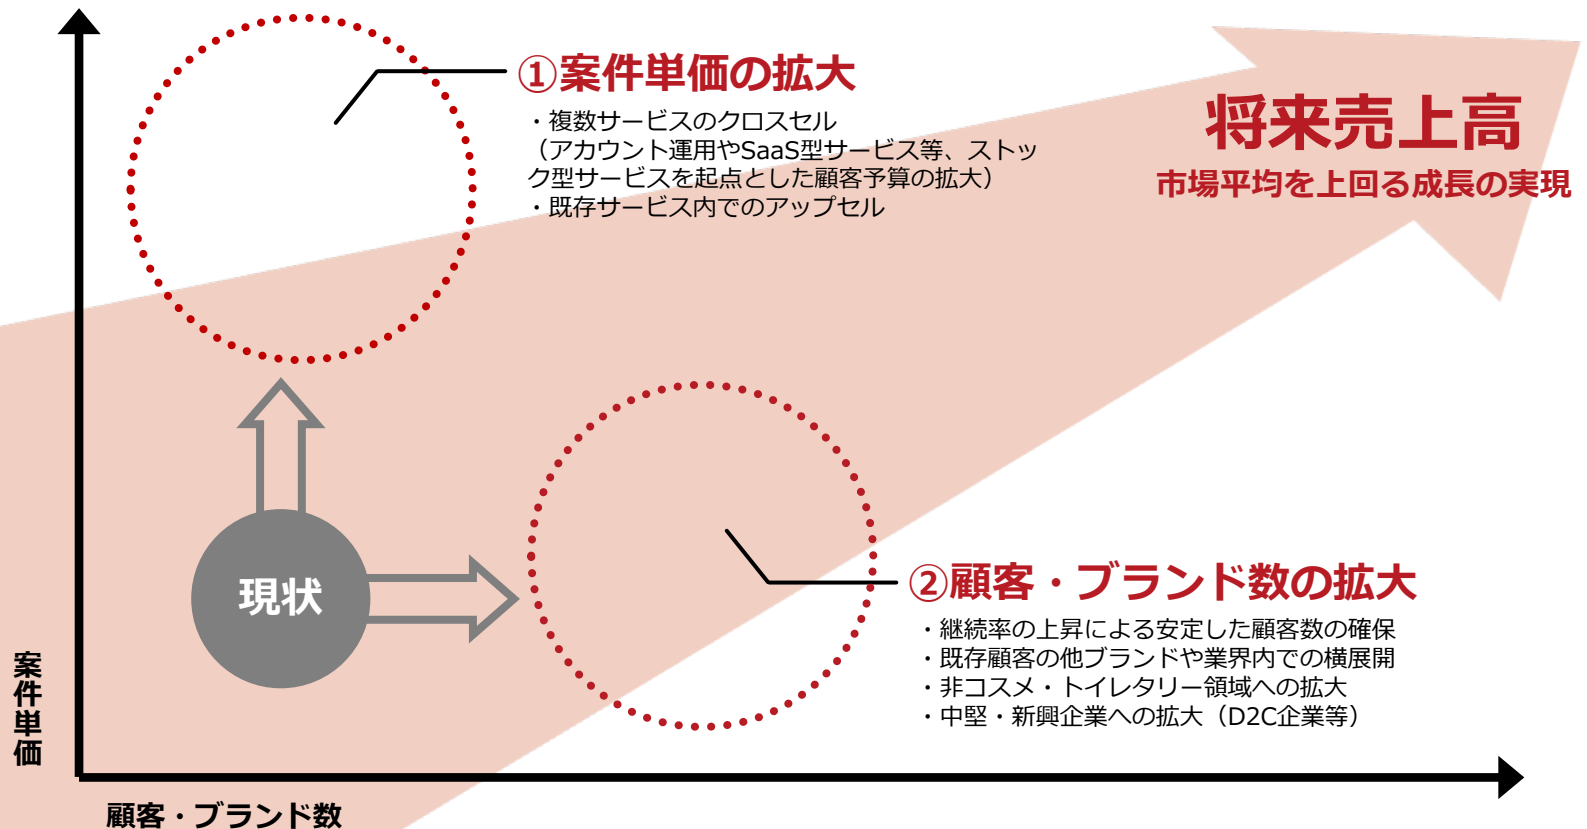 ①案件単価の拡大
・複数サービスのクロスセル
（アカウント運用やSaaS型サービス等、ストッ
ク型サービスを起点とした顧客予算の拡大）
・既存サービス内でのアップセル
将来売上高
市場平均を上回る成長の実現
現状
②顧客・ブランド数の拡大
・継続率の上昇による安定した顧客数の確保
・既存顧客の他ブランドや業界内での横展開
・非コスメ・トイレタリー領域への拡大
・中堅・新興企業への拡大（D2C企業等）
案件単価
顧客・ブランド数